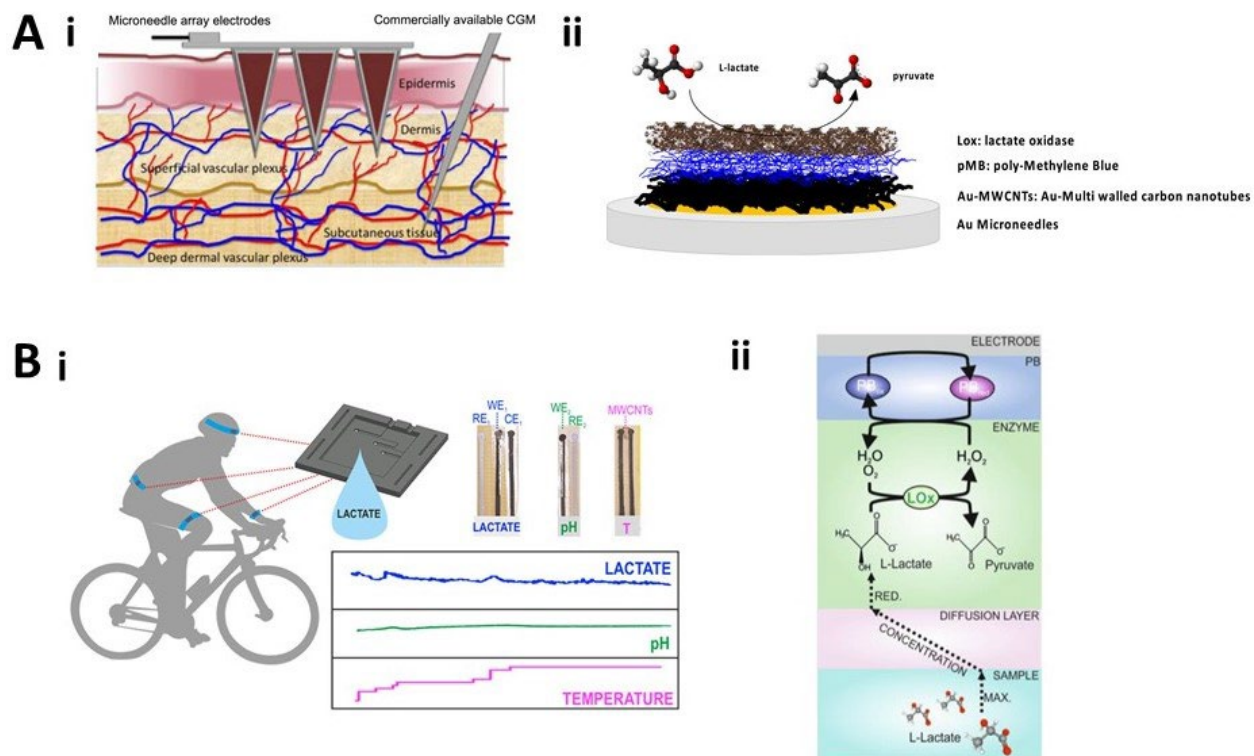 A i
Microneedle array electrodes
Commercially available CGM
Epidermis
Dermis
Superficial vascular plexus
Subcutaneous tissue
Deep dermal vascular plexus
ii
L-lactate
pyruvate
Lox: lactate oxidase
pMB: poly-Methylene Blue
Au-MWCNTs: Au-Multi walled carbon nanotubes
Au Microneedles
B i
LACTATE
WE₁
RE₁ CE₁
LACTATE
WE₂
RE₂
pH
MWCNTs
T
LACTATE
pH
TEMPERATURE
ii
ELECTRODE
PB
ENZYME
H₂O
O₂
H₂O₂
LOx
H₃C
O
O⁻
OH
L-Lactate
H₃C
O
O⁻
O
Pyruvate
RED.
DIFFUSION LAYER
CONCENTRATION
SAMPLE
MAX.
L-Lactate